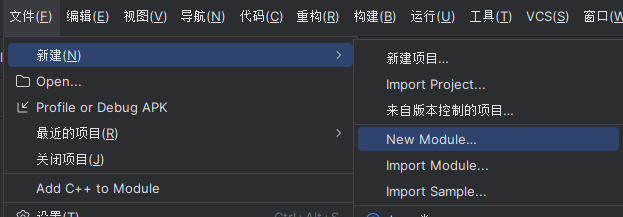 文件(F) 编辑(E) 视图(V) 导航(N) 代码(C) 重构(R) 构建(B) 运行(U) 工具(T) VCS(S) 窗口(W
新建(N)
Open...
Profile or Debug APK
最近的项目(R)
关闭项目(J)
Add C++ to Module
设置(T)... Ctrl+Alt+S
新建项目...
Import Project...
来自版本控制的项目...
New Module...
Import Module...
Import Sample...